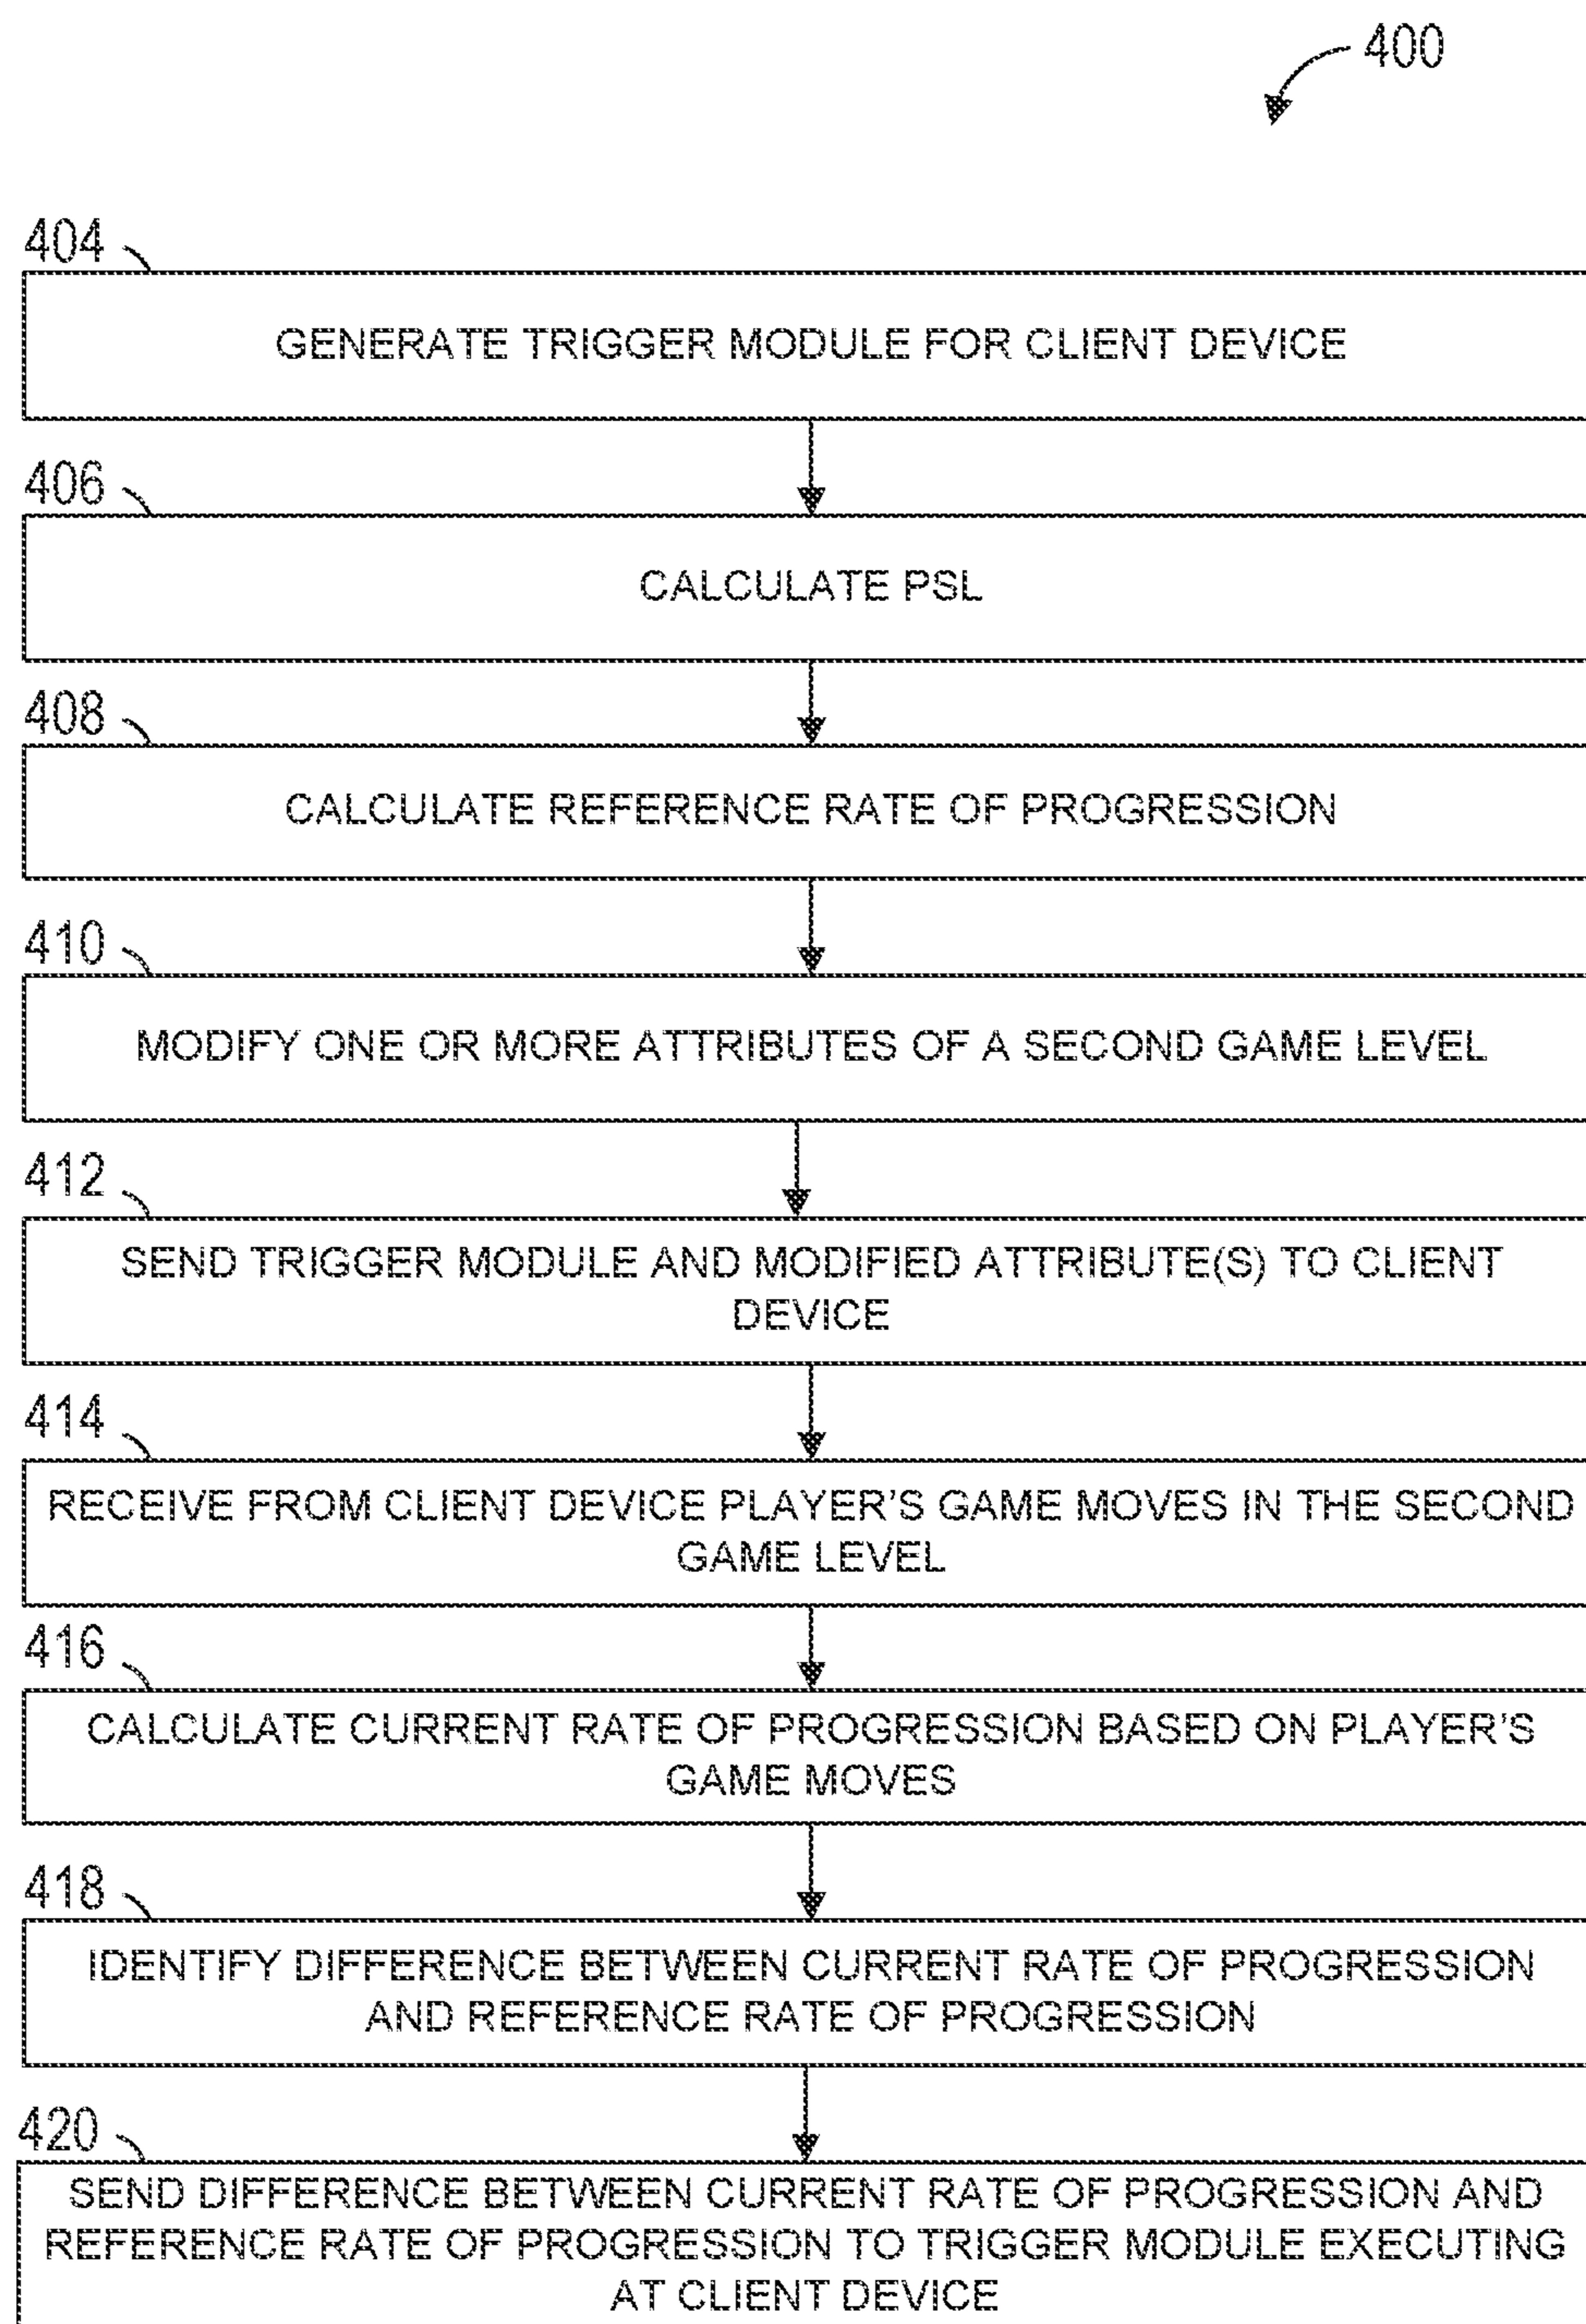 400
404
GENERATE TRIGGER MODULE FOR CLIENT DEVICE
406
CALCULATE PSL
408
CALCULATE REFERENCE RATE OF PROGRESSION
410
MODIFY ONE OR MORE ATTRIBUTES OF A SECOND GAME LEVEL
412
SEND TRIGGER MODULE AND MODIFIED ATTRIBUTE(S) TO CLIENT
DEVICE
414
RECEIVE FROM CLIENT DEVICE PLAYER'S GAME MOVES IN THE SECOND
GAME LEVEL
416
CALCULATE CURRENT RATE OF PROGRESSION BASED ON PLAYER'S
GAME MOVES
418
IDENTIFY DIFFERENCE BETWEEN CURRENT RATE OF PROGRESSION
AND REFERENCE RATE OF PROGRESSION
420
SEND DIFFERENCE BETWEEN CURRENT RATE OF PROGRESSION AND
REFERENCE RATE OF PROGRESSION TO TRIGGER MODULE EXECUTING
AT CLIENT DEVICE